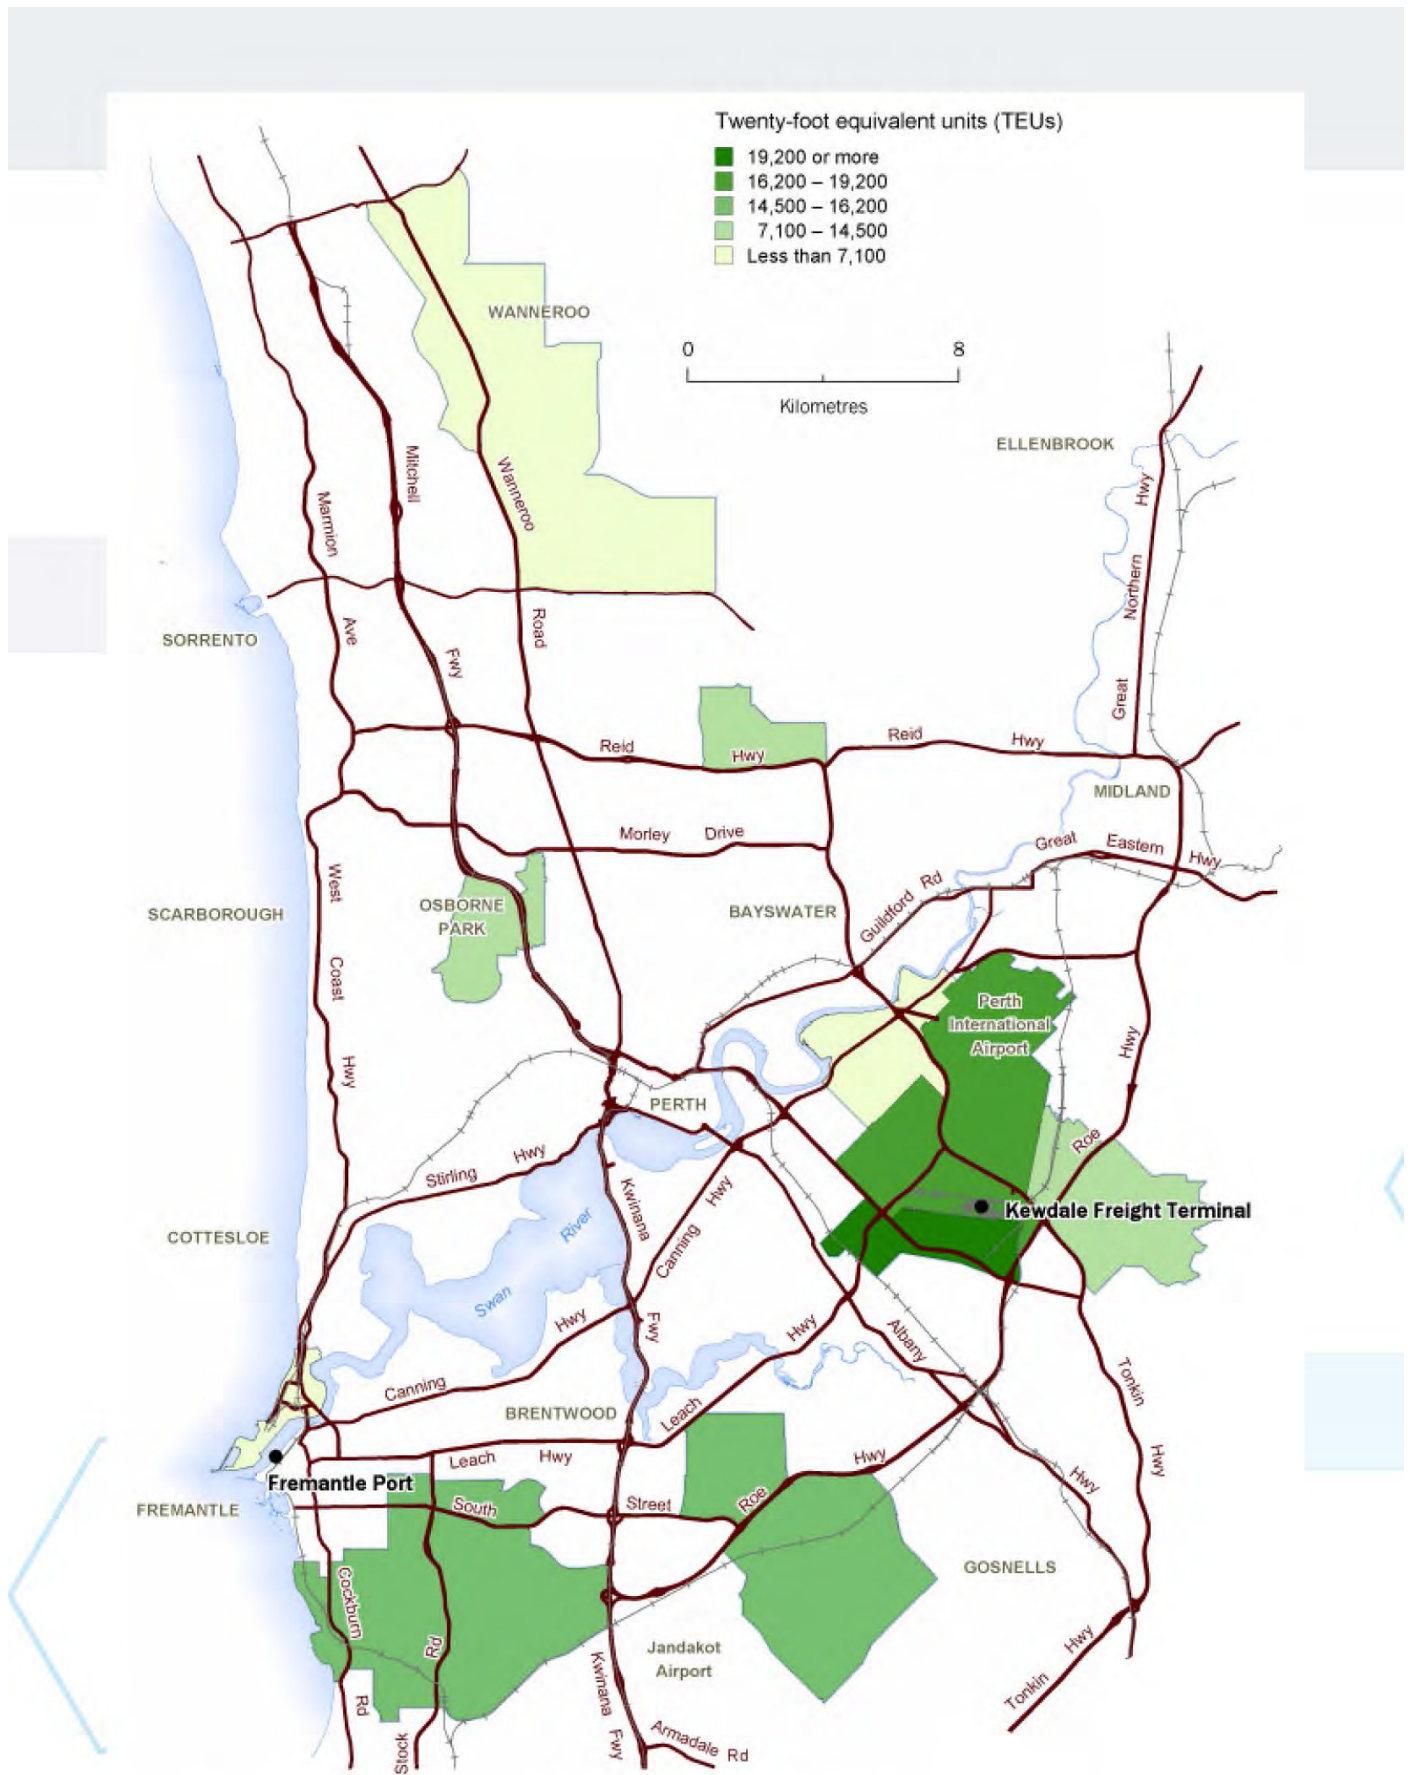 Twenty-foot equivalent units (TEUs)
19,200 or more
16,200 – 19,200
14,500 – 16,200
7,100 – 14,500
Less than 7,100
0 8
Kilometres
WANNEROO
ELLENBROOK
Mitchell
Wanneroo
Marmion
Hwy
Northern
Great
SORRENTO
Ave
Fwy
Road
Reid
Hwy
Reid
Hwy
MIDLAND
Morley Drive
Great
Eastern
Hwy
West
SCARBOROUGH
OSBORNE
PARK
BAYSWATER
Guildford Rd
Coast
Perth
International
Airport
Hwy
Hwy
PERTH
Roe
Stirling
Hwy
Kwinana
Hwy
Kewdale Freight Terminal
COTTESLOE
River
Canning
Swan
Hwy
Fwy
Hwy
Albany
Tonkin
Canning
BRENTWOOD
Leach
Leach
Hwy
Hwy
Hwy
Fremantle Port
FREMANTLE
South
Street
Roe
Hwy
GOSNELLS
Cockburn
Jandakot
Airport
Rd
Hwy
Kwinana
Tonkin
Rd
Stock
Fwy
Armadale Rd